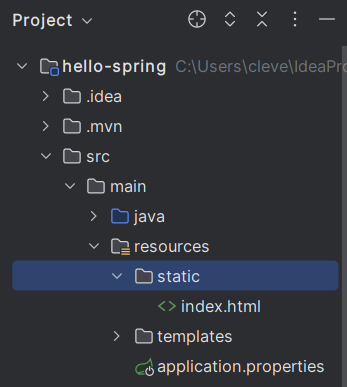 Project
hello-spring C:\Users\cleve\IdeaPro
.idea
.mvn
src
main
java
resources
static
index.html
templates
application.properties